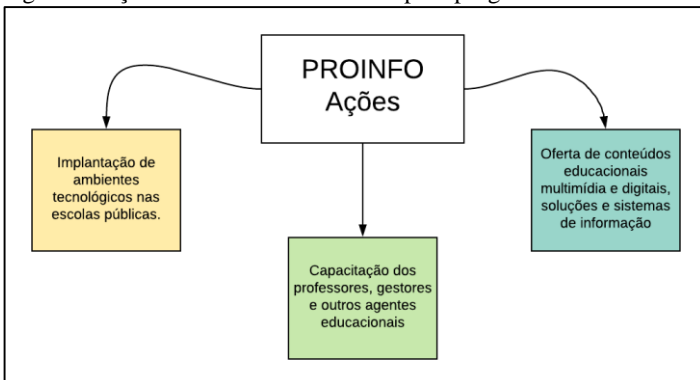 PROINFO
Ações
Implantação de
ambientes
tecnológicos nas
escolas públicas.
Capacitação dos
professores, gestores
e outros agentes
educacionais
Oferta de conteúdos
educacionais
multimídia e digitais,
soluções e sistemas
de informação